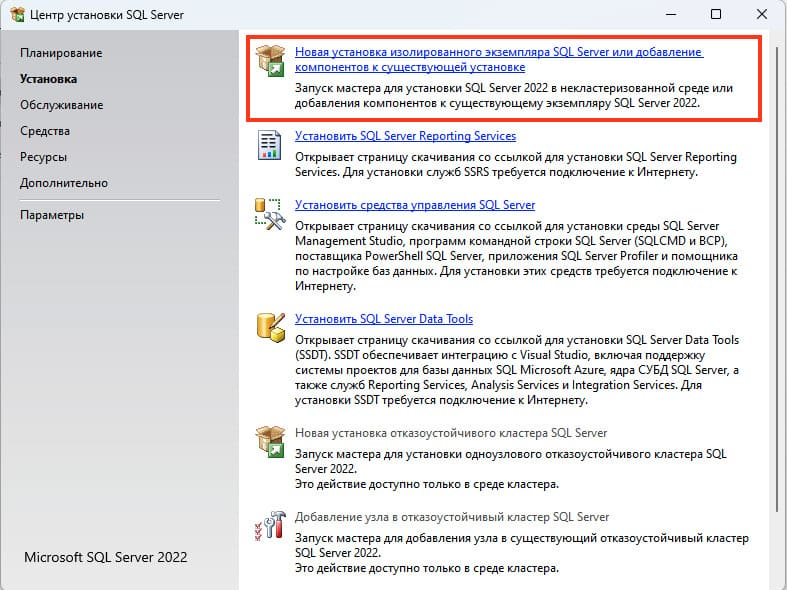 Центр установки SQL Server
Планирование
Установка
Обслуживание
Средства
Ресурсы
Дополнительно
Параметры
Microsoft SQL Server 2022
Новая установка изолированного экземпляра SQL Server или добавление
компонентов к существующей установке
Запуск мастера для установки SQL Server 2022 в некластеризованной среде или
добавления компонентов к существующему экземпляру SQL Server 2022.
Установить SQL Server Reporting Services
Открывает страницу скачивания со ссылкой для установки SQL Server Reporting
Services. Для установки служб SSRS требуется подключение к Интернету.
Установить средства управления SQL Server
Открывает страницу скачивания со ссылкой для установки среды SQL Server
Management Studio, программ командной строки SQL Server (SQLCMD и BCP),
поставщика PowerShell SQL Server, приложения SQL Server Profiler и помощника
по настройке баз данных. Для установки этих средств требуется подключение к
Интернету.
Установить SQL Server Data Tools
Открывает страницу скачивания со ссылкой для установки SQL Server Data Tools
(SSDT). SSDT обеспечивает интеграцию с Visual Studio, включая поддержку
системы проектов для базы данных SQL Microsoft Azure, ядра СУБД SQL Server, а
также служб Reporting Services, Analysis Services и Integration Services. Для
установки SSDT требуется подключение к Интернету.
Новая установка отказоустойчивого кластера SQL Server
Запуск мастера для установки одноузлового отказоустойчивого кластера SQL
Server 2022.
Это действие доступно только в среде кластера.
Добавление узла в отказоустойчивый кластер SQL Server
Запуск мастера для добавления узла в существующий отказоустойчивый кластер
SQL Server 2022.
Это действие доступно только в среде кластера.